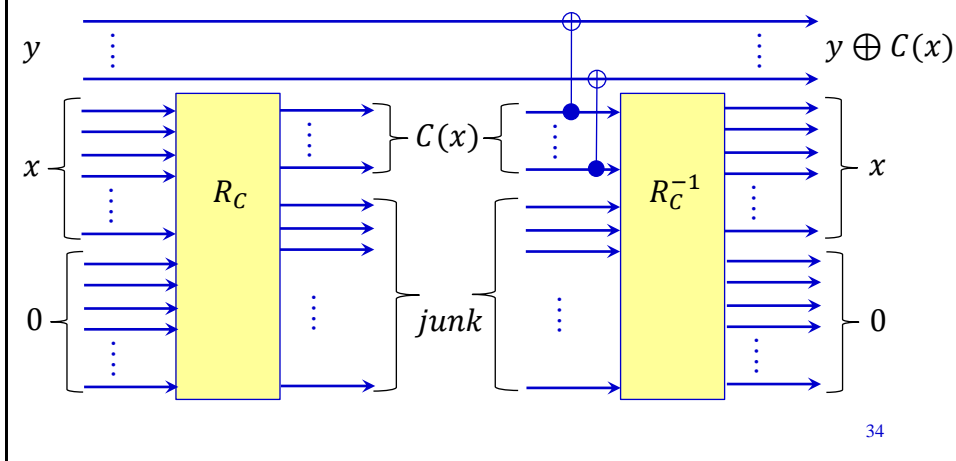 y
y ⊕ C(x)
x
R_C
C(x)
R_C^{-1}
x
0
junk
0
34